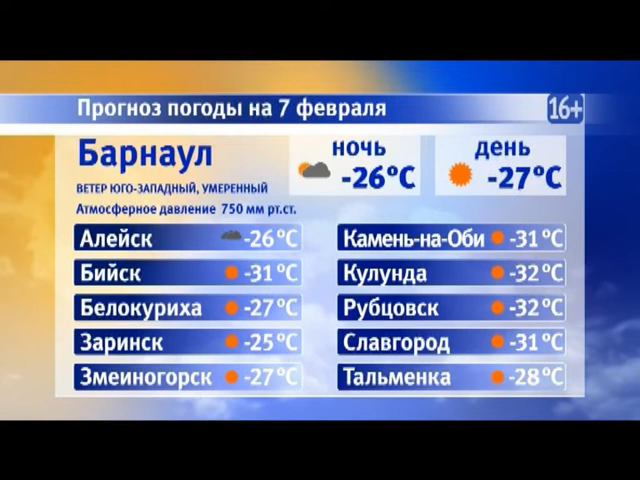 Прогноз погоды на 7 февраля
16+
Барнаул
ночь
-26°C
день
-27°C
ВЕТЕР ЮГО-ЗАПАДНЫЙ, УМЕРЕННЫЙ
Атмосферное давление 750 мм рт.ст.
Алейск -26°C
Бийск -31°C
Белокуриха -27°C
Заринск -25°C
Змеиногорск -27°C
Камень-на-Оби -31°C
Кулунда -32°C
Рубцовск -32°C
Славгород -31°C
Тальменка -28°C